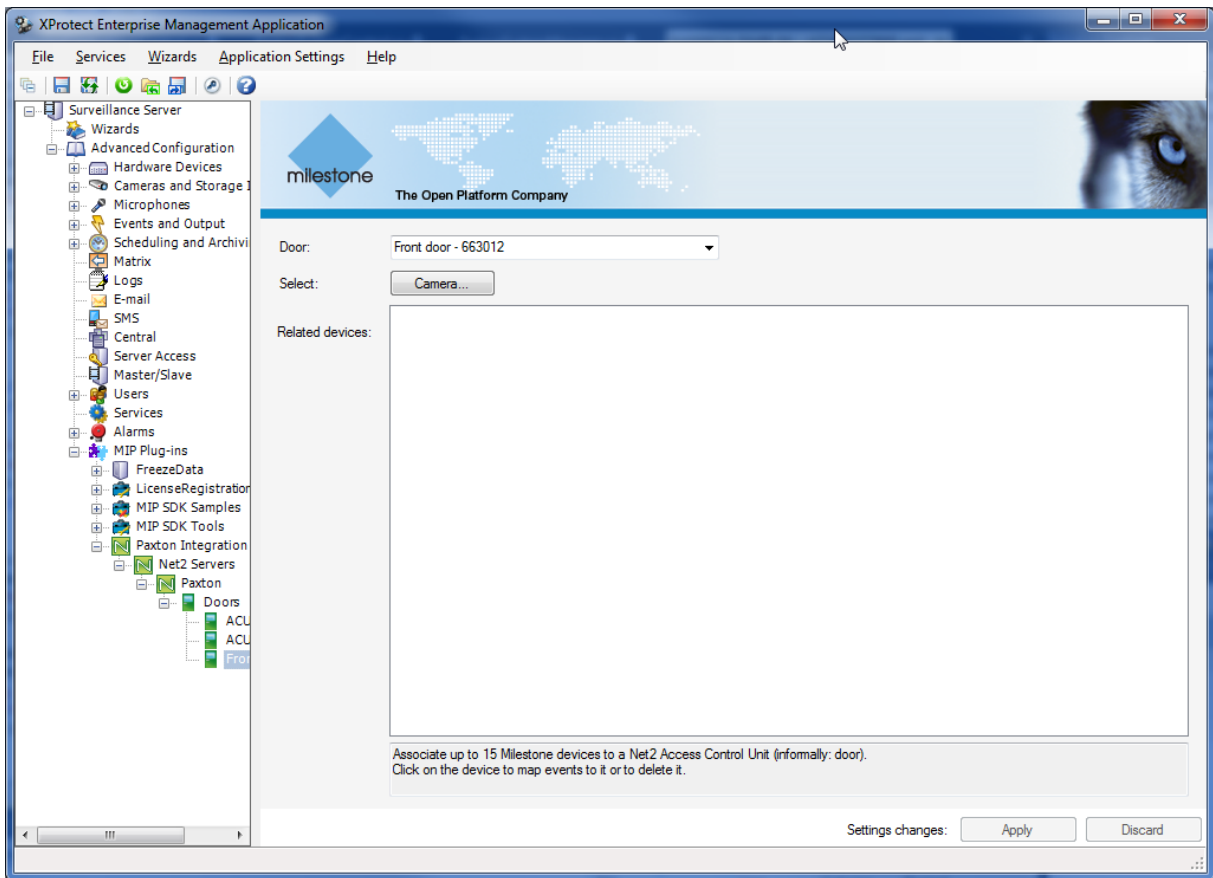 XProtect Enterprise Management Application
File Services Wizards Application Settings Help
Surveillance Server
Wizards
Advanced Configuration
Hardware Devices
Cameras and Storage I
Microphones
Events and Output
Scheduling and Archivi
Matrix
Logs
E-mail
SMS
Central
Server Access
Master/Slave
Users
Services
Alarms
MIP Plug-ins
FreezeData
LicenseRegistration
MIP SDK Samples
MIP SDK Tools
Paxton Integration
Net2 Servers
Paxton
Doors
ACU
ACU
Fron
milestone
The Open Platform Company
Door: Front door - 663012
Select: Camera...
Related devices:
Associate up to 15 Milestone devices to a Net2 Access Control Unit (informally: door).
Click on the device to map events to it or to delete it.
Settings changes: Apply Discard